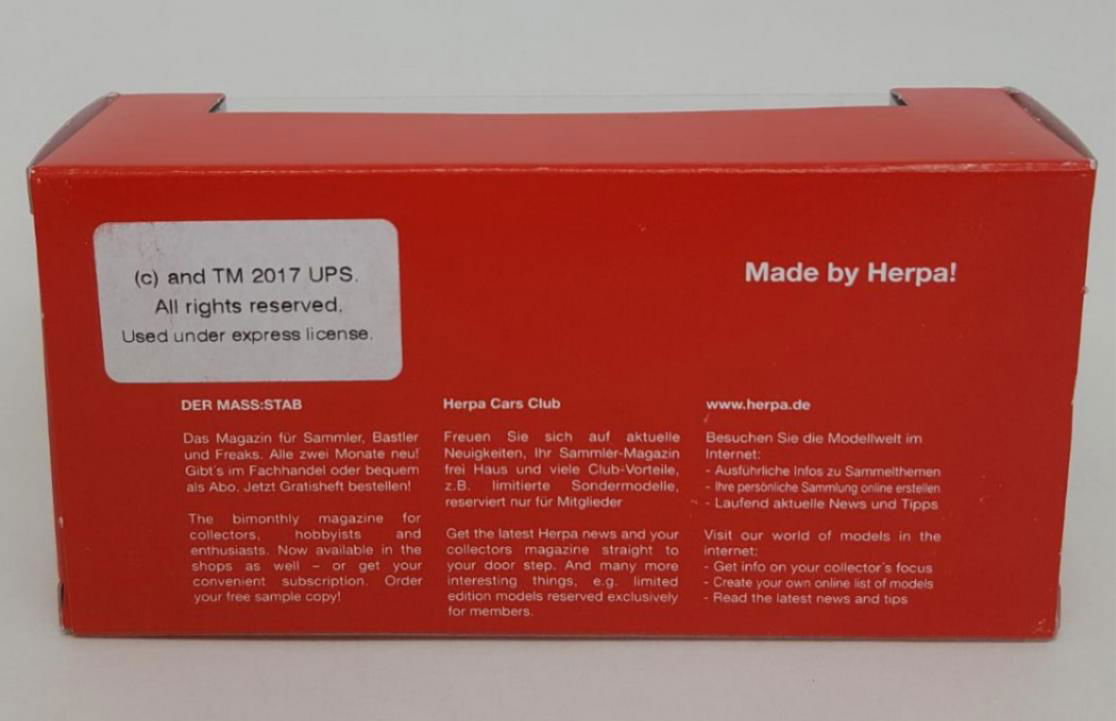 (c) and TM 2017 UPS.
All rights reserved.
Used under express license.
Made by Herpa!
DER MASS:STAB
Das Magazin für Sammler, Bastler
und Freaks. Alle zwei Monate neu!
Gibt's im Fachhandel oder bequem
als Abo. Jetzt Gratisheft bestellen!
The bimonthly magazine for
collectors, hobbyists and
enthusiasts. Now available in the
shops as well – or get your
convenient subscription. Order
your free sample copy!
Herpa Cars Club
Freuen Sie sich auf aktuelle
Neuigkeiten, Ihr Sammler-Magazin
frei Haus und viele Club-Vorteile,
z.B. limitierte Sondermodelle,
reserviert nur für Mitglieder
Get the latest Herpa news and your
collectors magazine straight to
your door step. And many more
interesting things, e.g. limited
edition models reserved exclusively
for members.
www.herpa.de
Besuchen Sie die Modellwelt im
Internet:
- Ausführliche Infos zu Sammelthemen
- Ihre persönliche Sammlung online erstellen
- Laufend aktuelle News und Tipps
Visit our world of models in the
internet:
- Get info on your collector's focus
- Create your own online list of models
- Read the latest news and tips